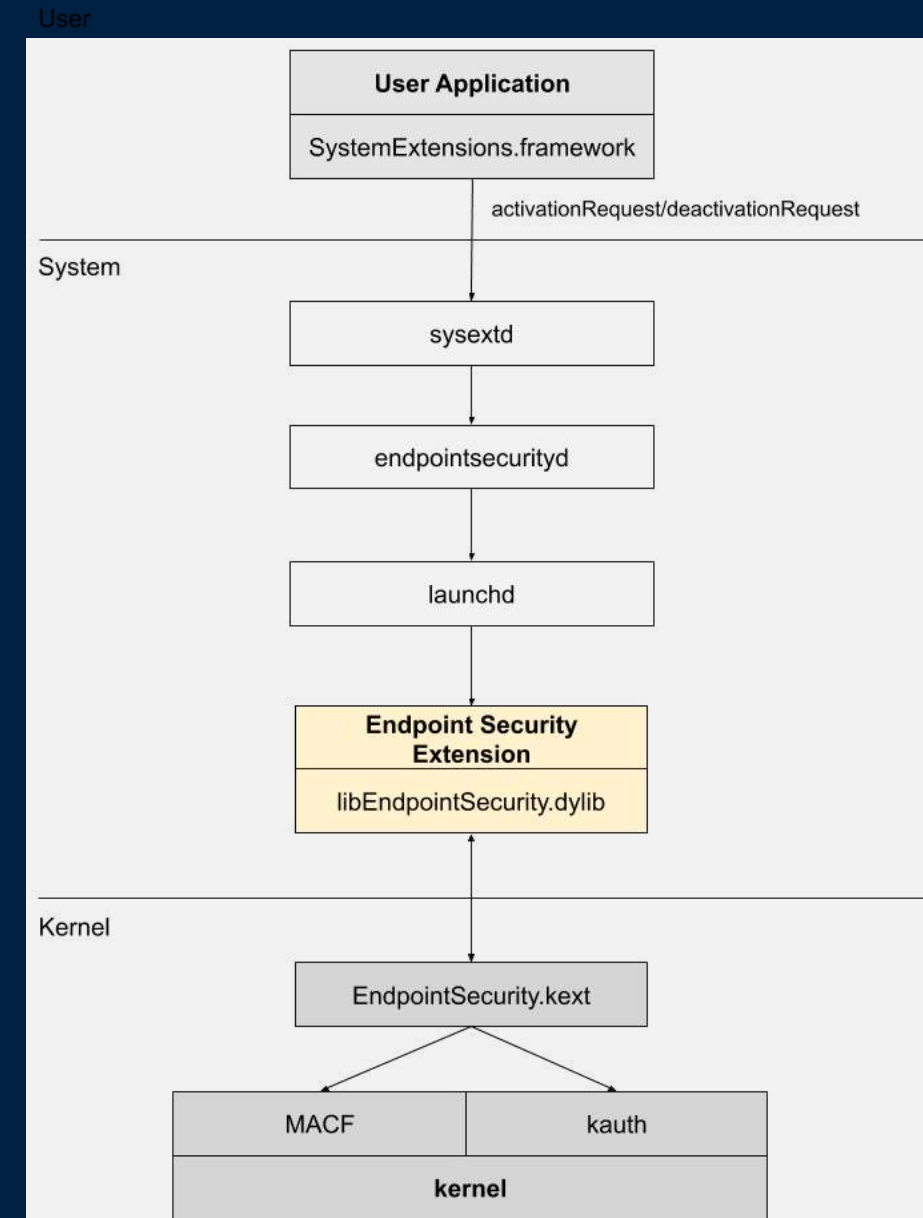 User
User Application
SystemExtensions.framework
activationRequest/deactivationRequest
System
sysextd
endpointsecurityd
launchd
Endpoint Security
Extension
libEndpointSecurity.dylib
Kernel
EndpointSecurity.kext
MACF
kauth
kernel